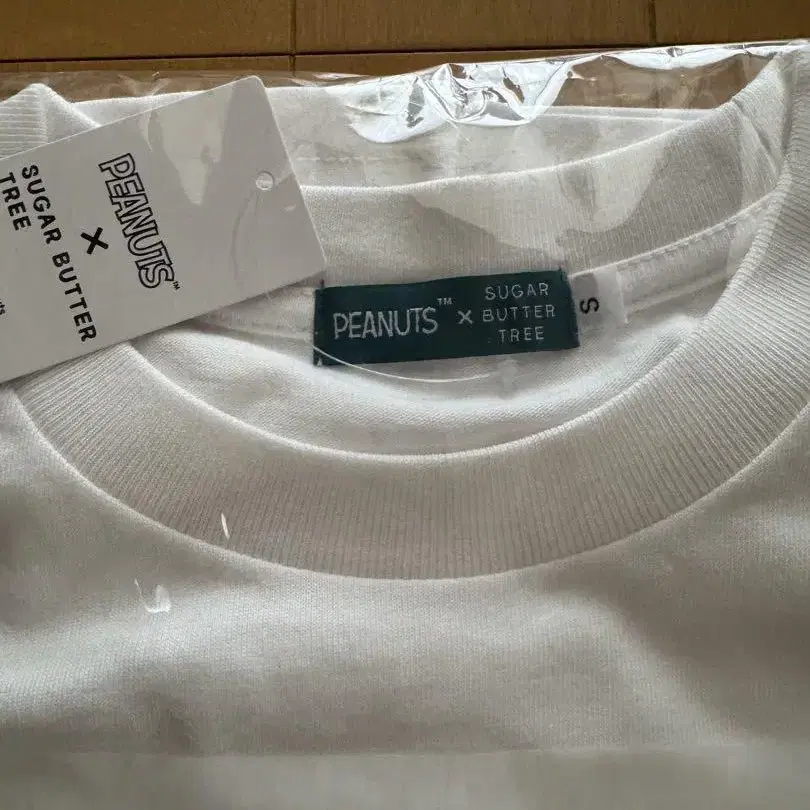 PEANUTS™
×
SUGAR BUTTER
TREE
PEANUTS™ × SUGAR
BUTTER
TREE
S